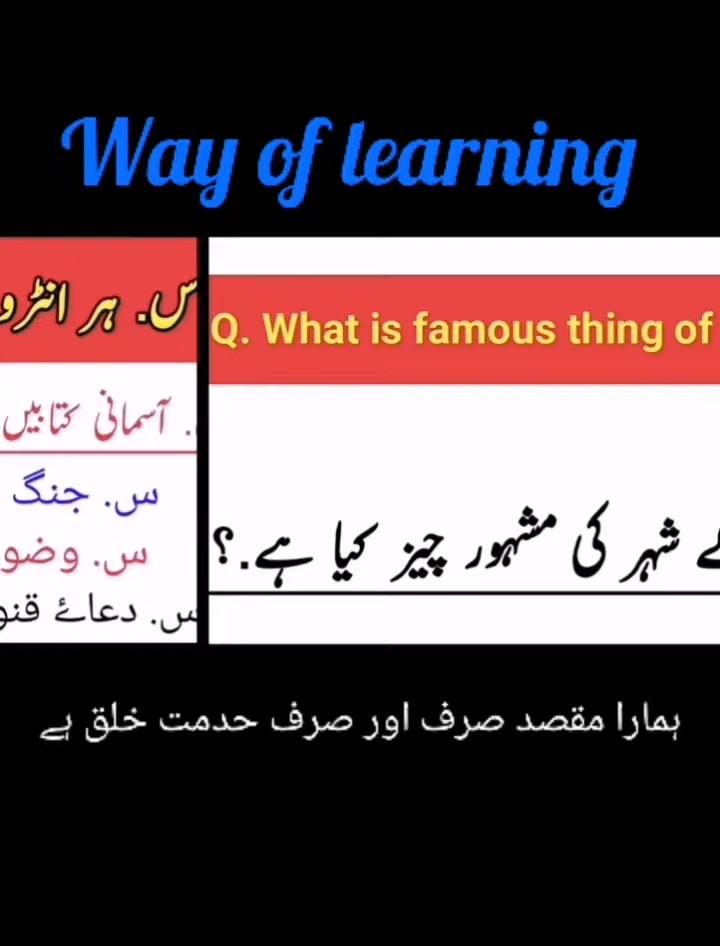 Way of learning
س. ہر انٹرو
آسمانی کتابیں
س. جنگ
س. وضو
س. دعائے قنو
Q. What is famous thing of
کے شہر کی مشہور چیز کیا ہے.؟
ہمارا مقصد صرف اور صرف حدمت خلق ہے